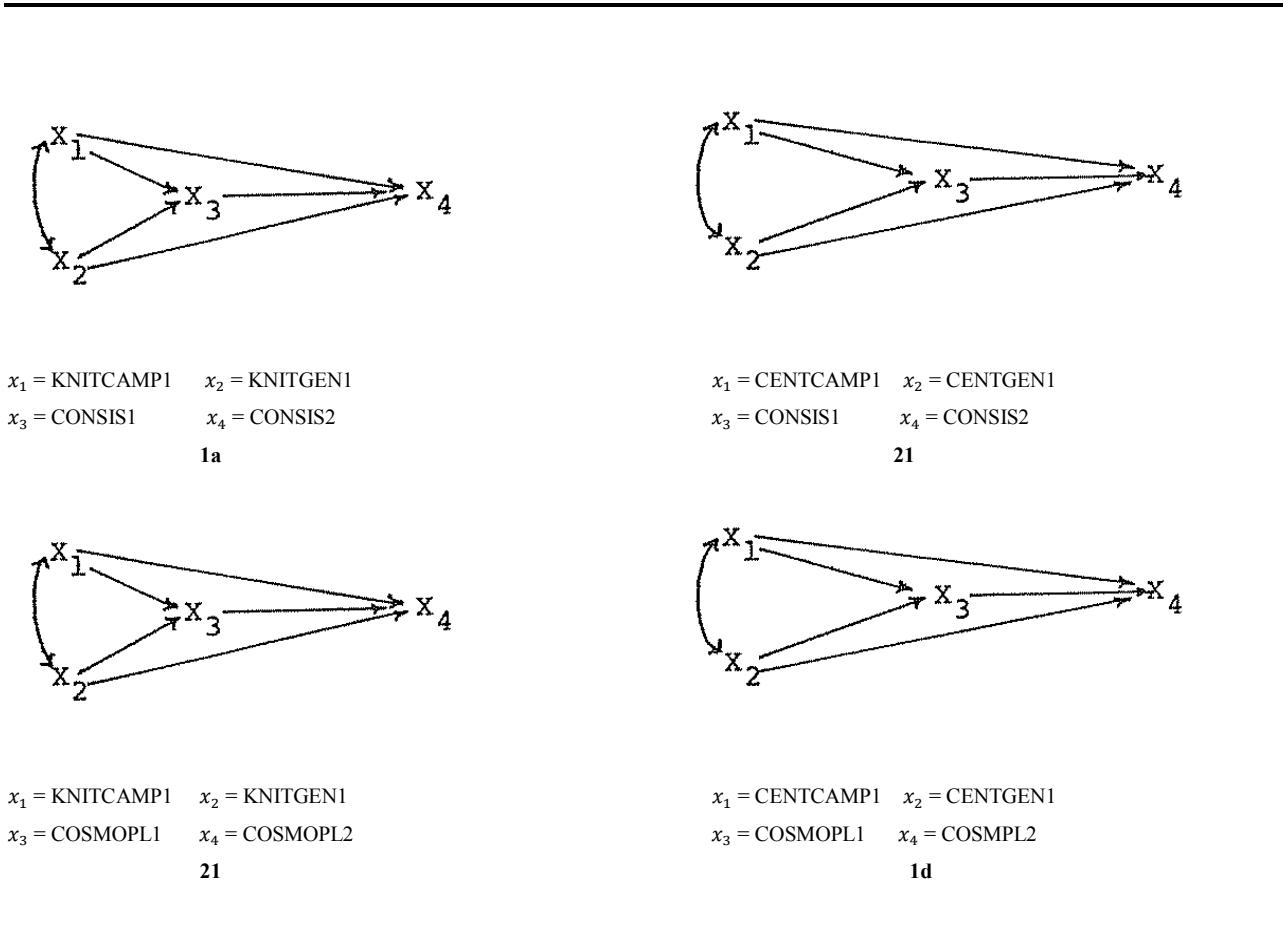 X1 X3 X4 X2
X1 X3 X4 X2
x₁ = KNITCAMP1 x₂ = KNITGEN1
x₃ = CONSIS1 x₄ = CONSIS2
1a
x₁ = CENTCAMP1 x₂ = CENTGEN1
x₃ = CONSIS1 x₄ = CONSIS2
21
X1 X3 X4 X2
X1 X3 X4 X2
x₁ = KNITCAMP1 x₂ = KNITGEN1
x₃ = COSMOPL1 x₄ = COSMOPL2
21
x₁ = CENTCAMP1 x₂ = CENTGEN1
x₃ = COSMOPL1 x₄ = COSMPL2
1d